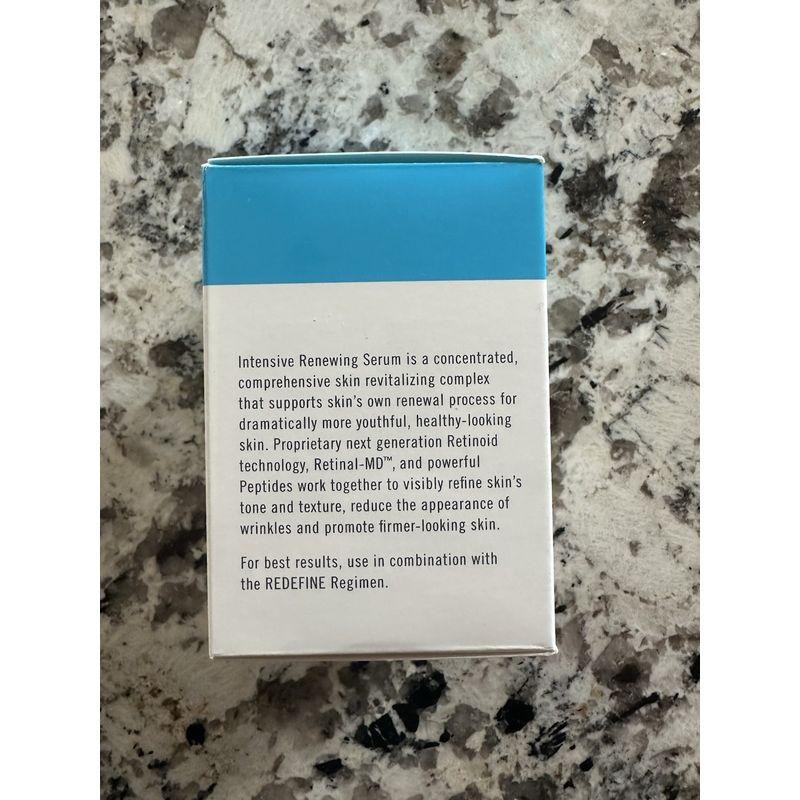 Intensive Renewing Serum is a concentrated,
comprehensive skin revitalizing complex
that supports skin's own renewal process for
dramatically more youthful, healthy-looking
skin. Proprietary next generation Retinoid
technology, Retinal-MD™, and powerful
Peptides work together to visibly refine skin's
tone and texture, reduce the appearance of
wrinkles and promote firmer-looking skin.
For best results, use in combination with
the REDEFINE Regimen.